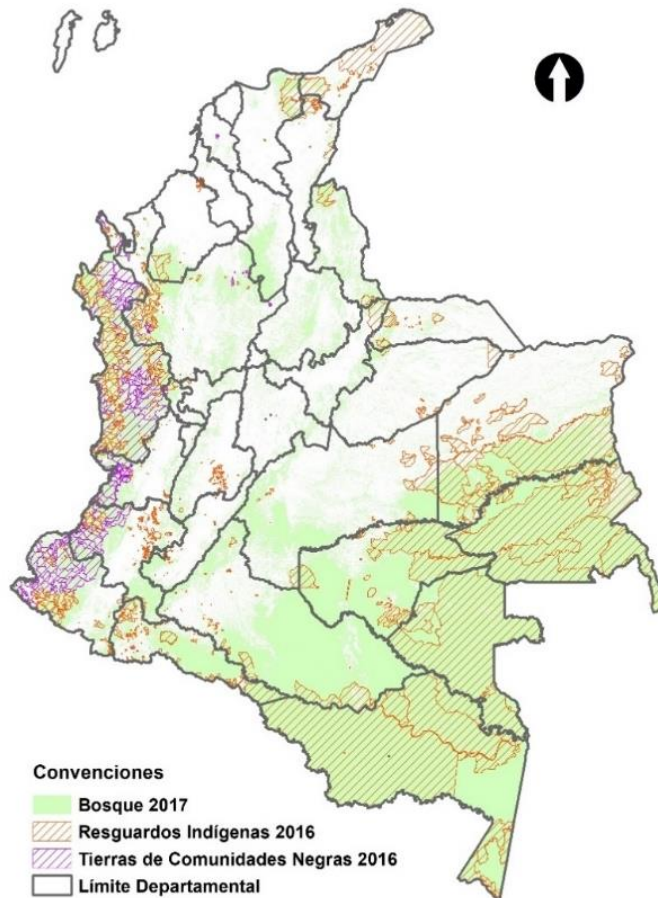 Convenciones
Bosque 2017
Resguardos Indígenas 2016
Tierras de Comunidades Negras 2016
Límite Departamental